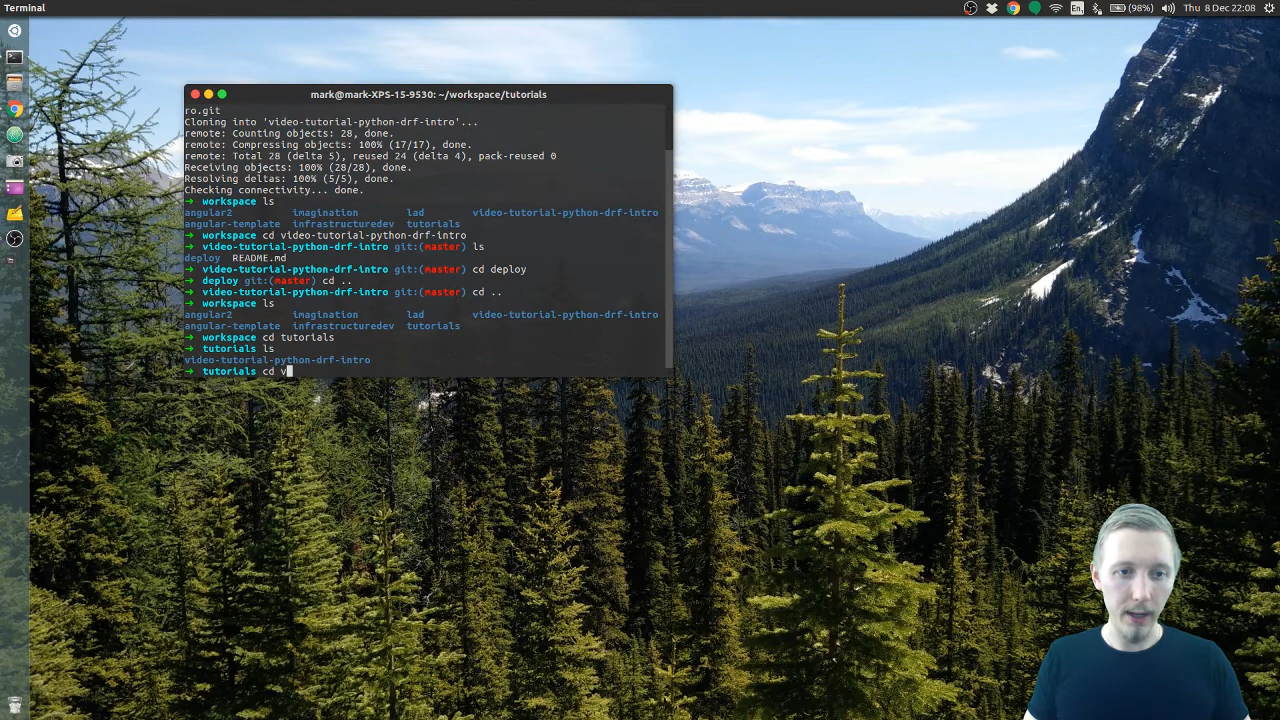 Terminal
En
(98%)
Thu 8 Dec 22:08
mark@mark-XPS-15-9530: ~/workspace/tutorials
ro.git
Cloning into 'video-tutorial-python-drf-intro'...
remote: Counting objects: 28, done.
remote: Compressing objects: 100% (17/17), done.
remote: Total 28 (delta 5), reused 24 (delta 4), pack-reused 0
Receiving objects: 100% (28/28), done.
Resolving deltas: 100% (5/5), done.
Checking connectivity... done.
➜ workspace ls
angular2 imagination lad video-tutorial-python-drf-intro
angular-template infrastructuredev tutorials
➜ workspace cd video-tutorial-python-drf-intro
➜ video-tutorial-python-drf-intro git:(master) ls
deploy README.md
➜ video-tutorial-python-drf-intro git:(master) cd deploy
➜ deploy git:(master) cd ..
➜ video-tutorial-python-drf-intro git:(master) cd ..
➜ workspace ls
angular2 imagination lad video-tutorial-python-drf-intro
angular-template infrastructuredev tutorials
➜ workspace cd tutorials
➜ tutorials ls
video-tutorial-python-drf-intro
➜ tutorials cd v